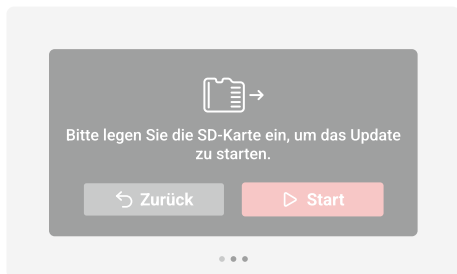 Bitte legen Sie die SD-Karte ein, um das Update
zu starten.
Zurück
Start